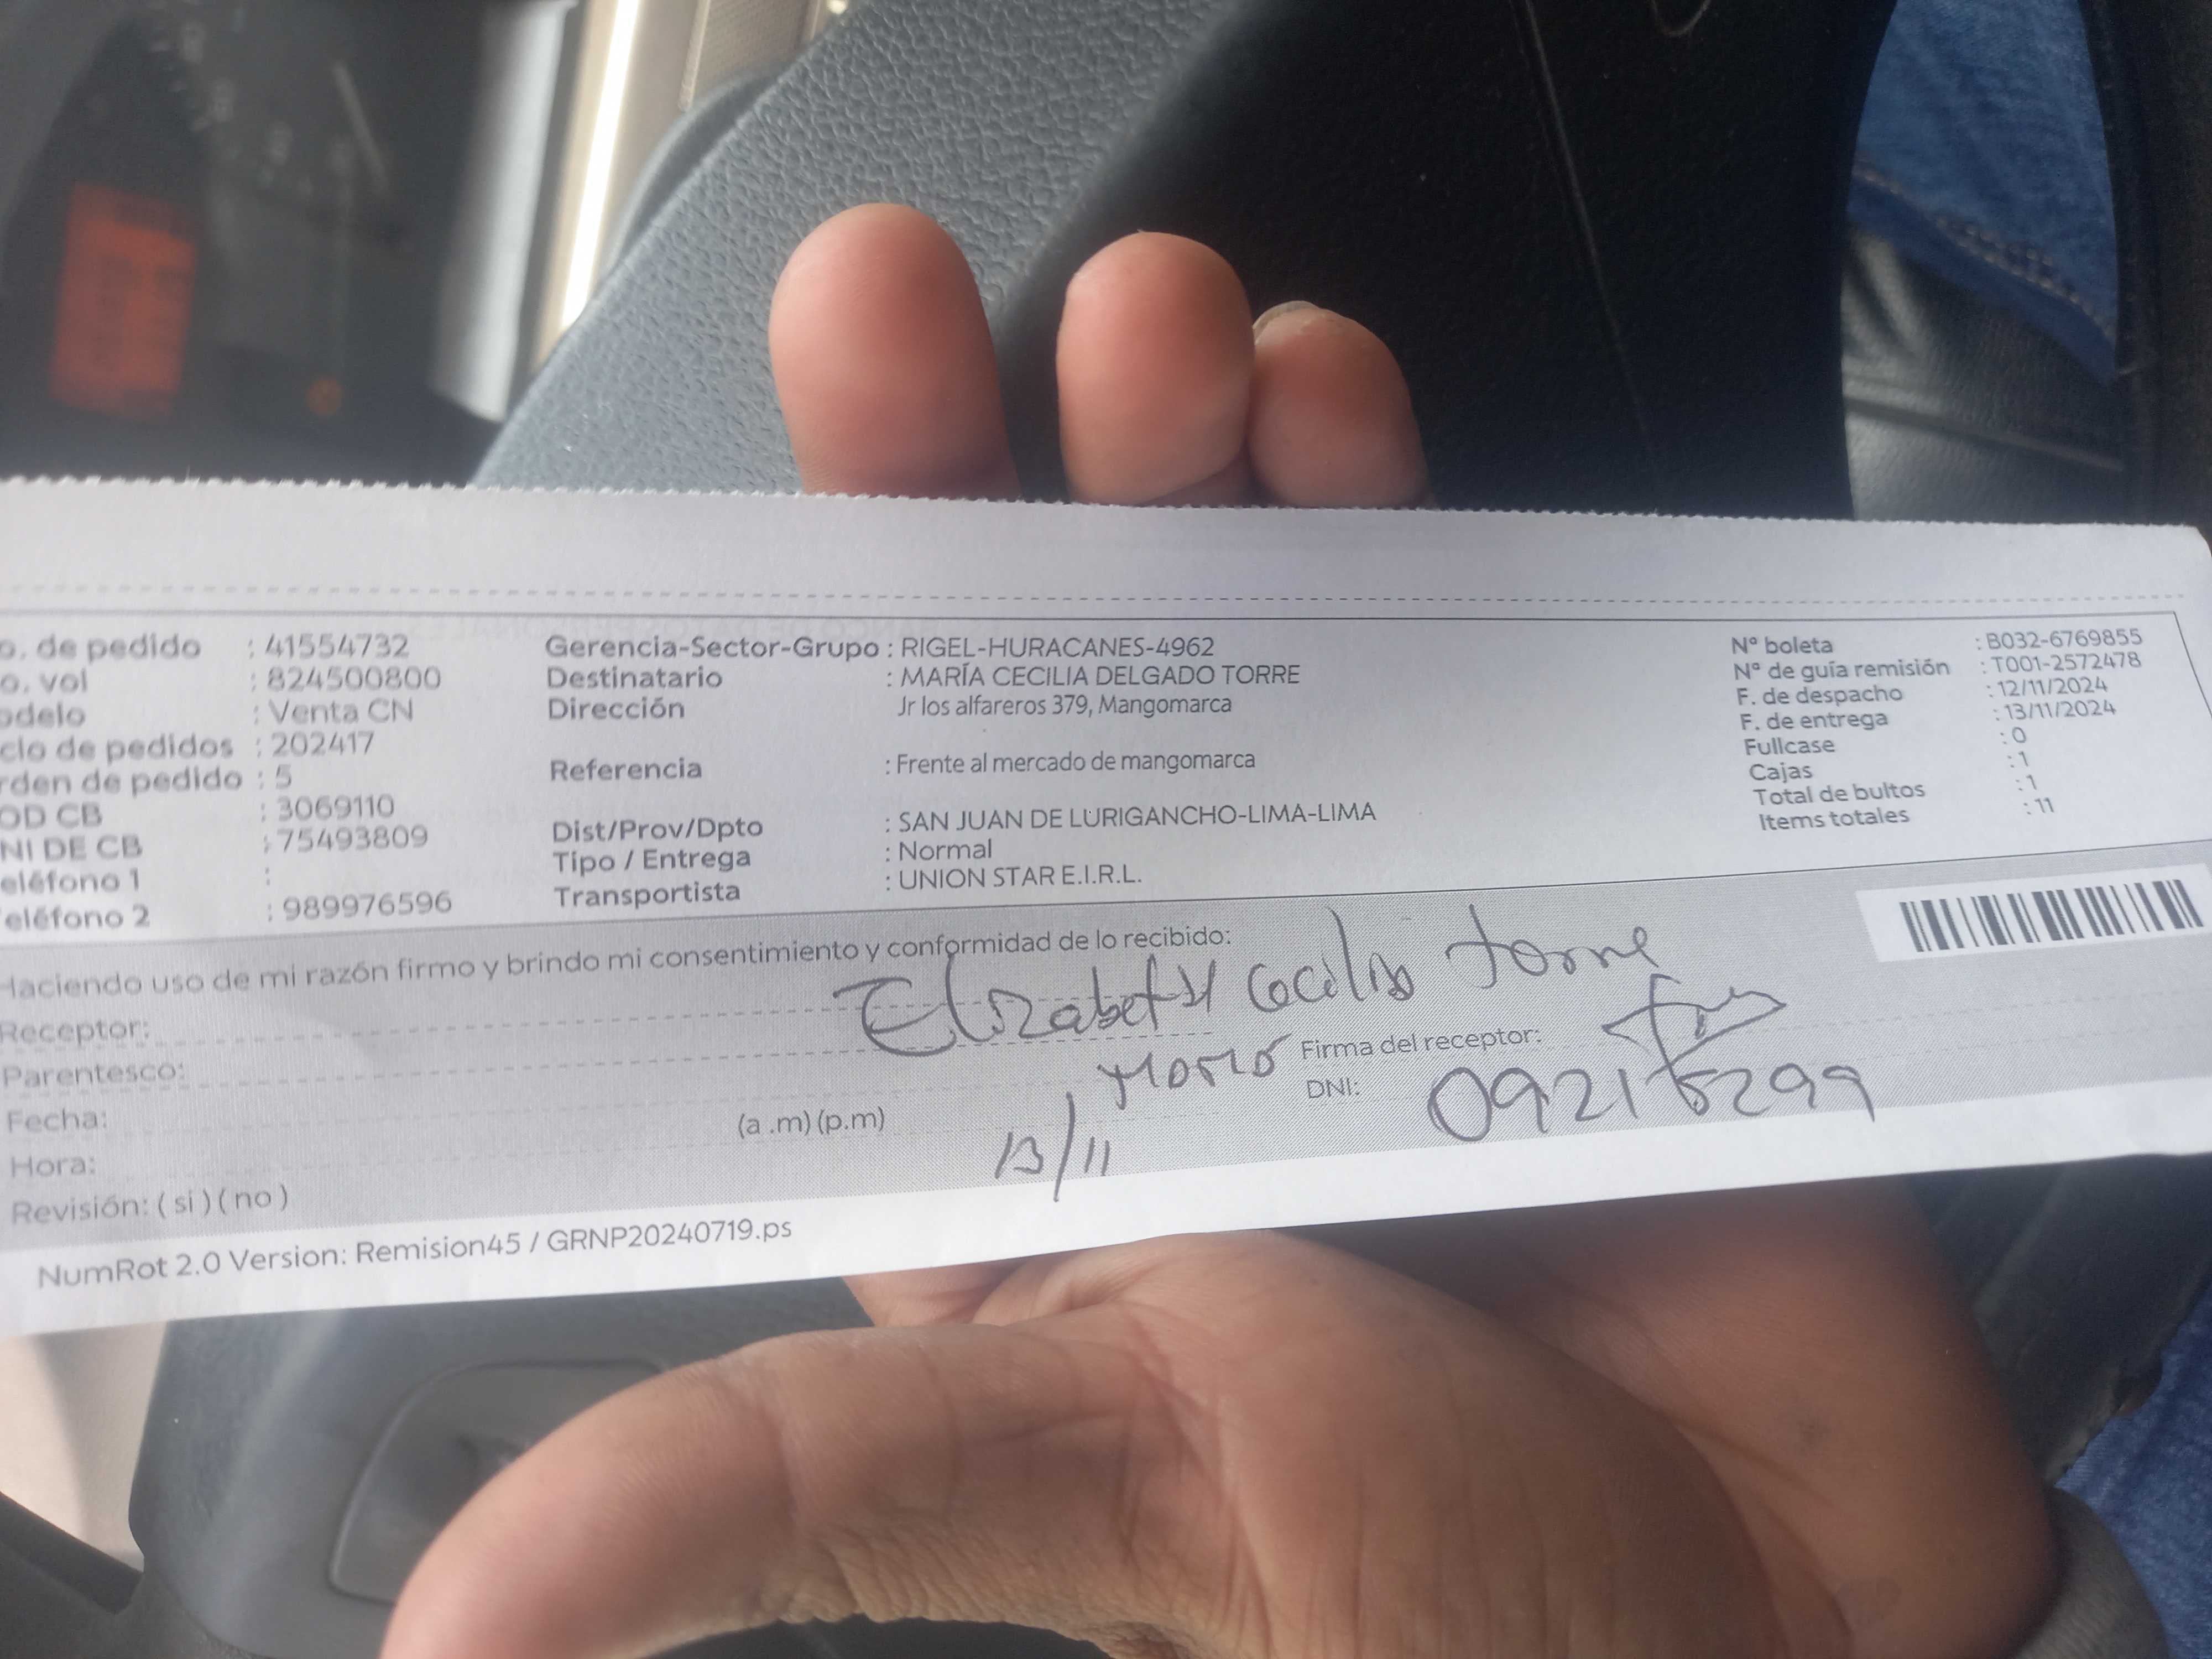 o. de pedido : 41554732
o. vol : 824500800
odelo : Venta CN
clo de pedidos : 202417
rden de pedido : 5
OD CB : 3069110
NI DE CB : 75493809
eléfono 1 :
eléfono 2 : 989976596
Gerencia-Sector-Grupo : RIGEL-HURACANES-4962
Destinatario : MARÍA CECILIA DELGADO TORRE
Dirección Jr los alfareros 379, Mangomarca
Referencia : Frente al mercado de mangomarca
Dist/Prov/Dpto : SAN JUAN DE LURIGANCHO-LIMA-LIMA
Tipo / Entrega : Normal
Transportista : UNION STAR E.I.R.L.
N° boleta : B032-6769855
N° de guía remisión : T001-2572478
F. de despacho : 12/11/2024
F. de entrega : 13/11/2024
Fullcase : 0
Cajas : 1
Total de bultos : 1
Items totales : 11
Haciendo uso de mi razón firmo y brindo mi consentimiento y conformidad de lo recibido:
Receptor: Elizabeth Cecilia Torre
Parentesco:
Firma del receptor:
Fecha: 13/11
DNI: 09215299
Hora: (a .m) (p.m)
Revisión: ( si ) ( no )
NumRot 2.0 Version: Remision45 / GRNP20240719.ps